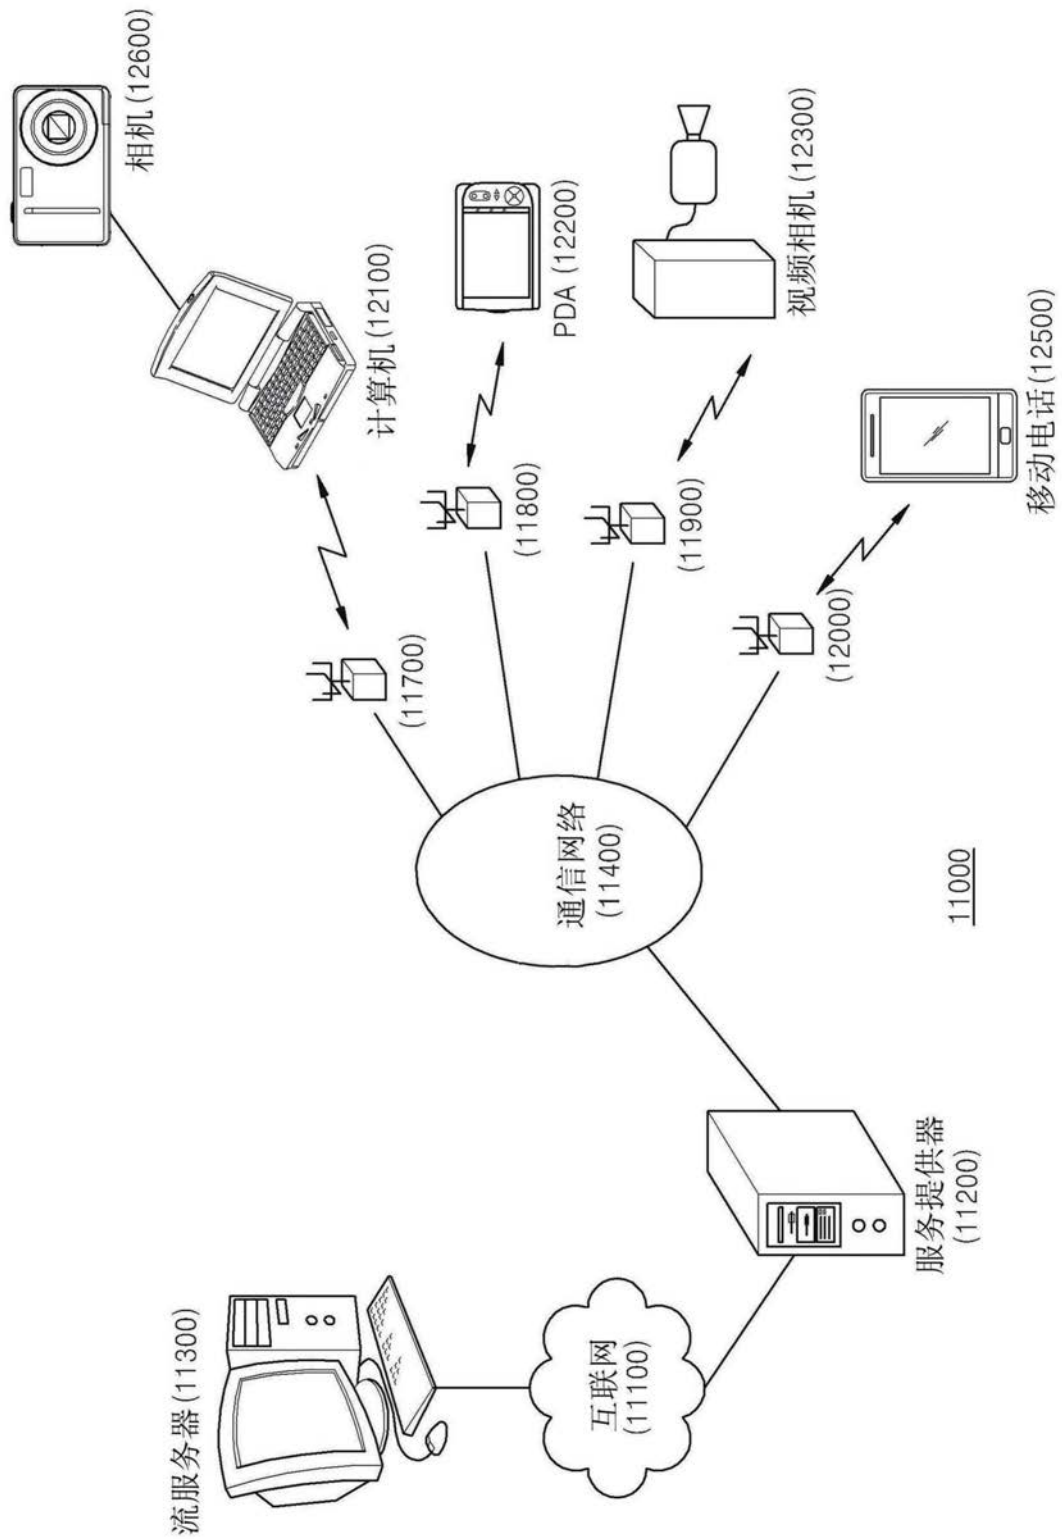 流服务器(11300)
互联网
(11100)
服务提供器
(11200)
通信网络
(11400)
11000
(11700)
(11800)
(11900)
(12000)
计算机(12100)
相机(12600)
PDA (12200)
视频相机(12300)
移动电话(12500)